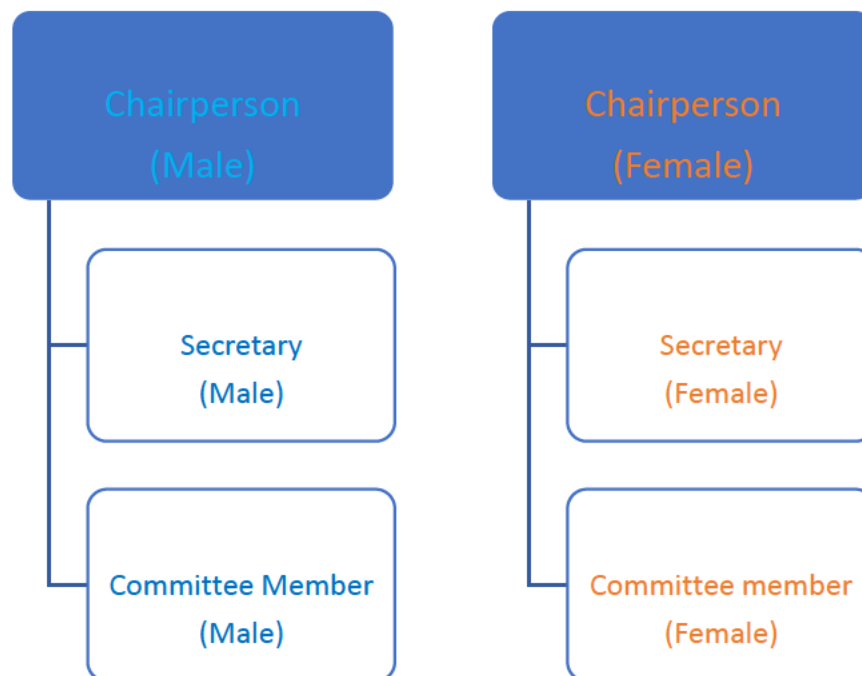 Chairperson
(Male)
Secretary
(Male)
Committee Member
(Male)
Chairperson
(Female)
Secretary
(Female)
Committee member
(Female)